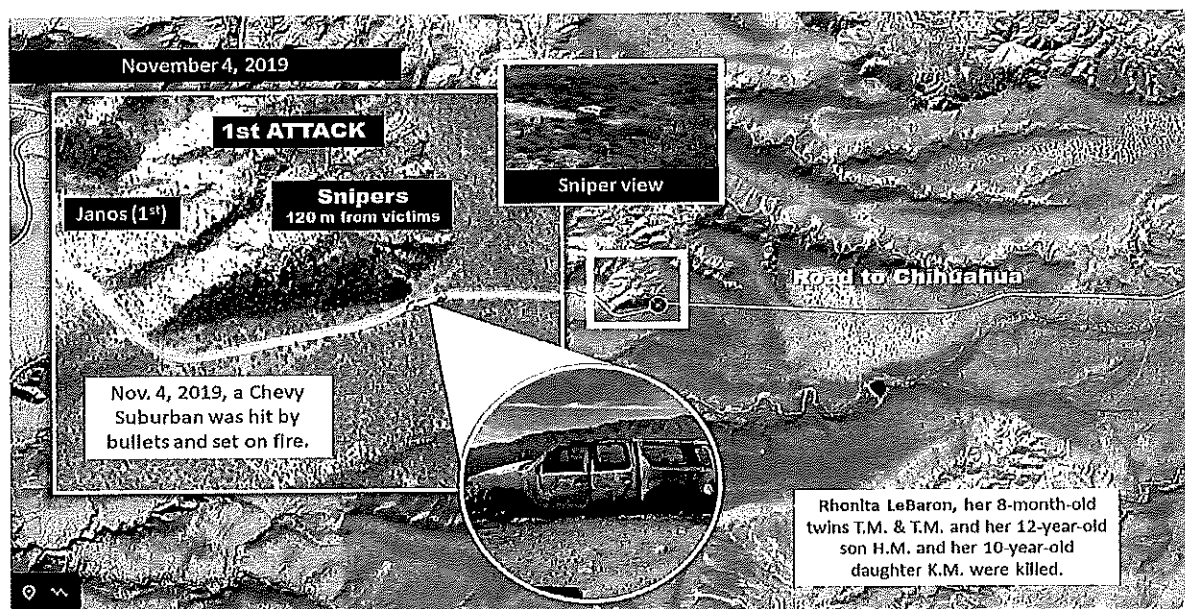 November 4, 2019
1st ATTACK
Janos (1st)
Snipers
120 m from victims
Sniper view
Road to Chihuahua
Nov. 4, 2019, a Chevy
Suburban was hit by
bullets and set on fire.
Rhonita LeBaron, her 8-month-old
twins T.M. & T.M. and her 12-year-old
son H.M. and her 10-year-old
daughter K.M. were killed.